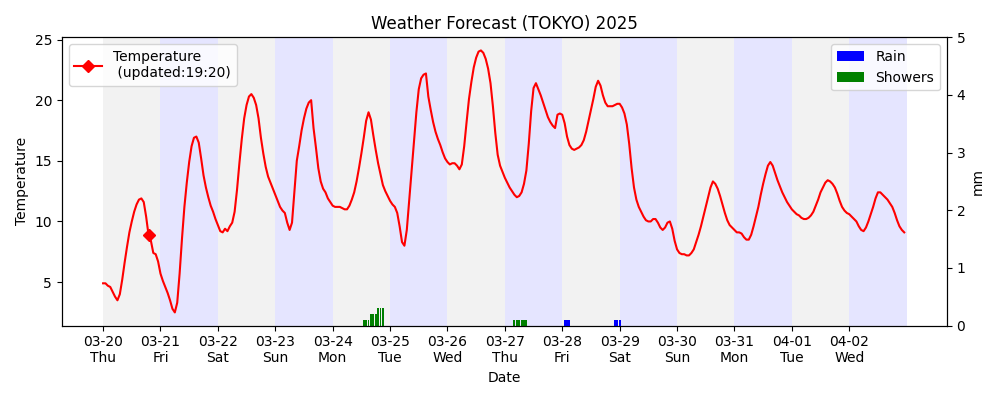 Weather Forecast (TOKYO) 2025
Temperature
(updated:19:20)
Rain
Showers
Temperature
25
20
15
10
5
5
4
3
2
1
0
mm
03-20 03-21 03-22 03-23 03-24 03-25 03-26 03-27 03-28 03-29 03-30 03-31 04-01 04-02
Thu Fri Sat Sun Mon Tue Wed Thu Fri Sat Sun Mon Tue Wed
Date